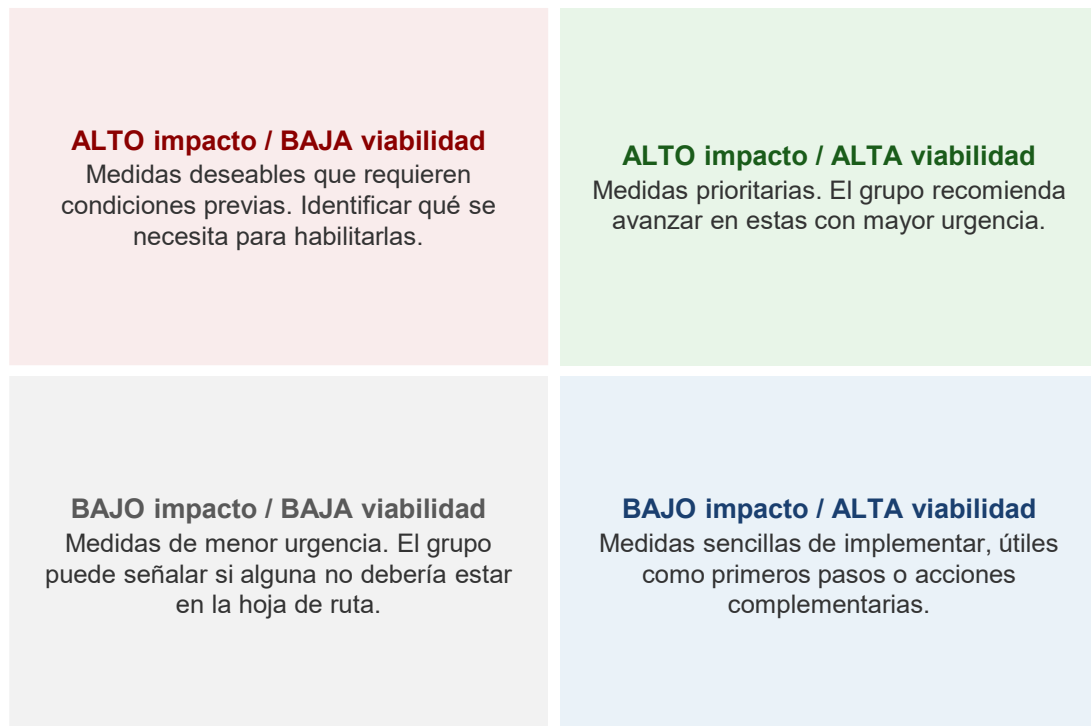 ALTO impacto / BAJA viabilidad
Medidas deseables que requieren
condiciones previas. Identificar qué se
necesita para habilitarlas.
ALTO impacto / ALTA viabilidad
Medidas prioritarias. El grupo recomienda
avanzar en estas con mayor urgencia.
BAJO impacto / BAJA viabilidad
Medidas de menor urgencia. El grupo
puede señalar si alguna no debería estar
en la hoja de ruta.
BAJO impacto / ALTA viabilidad
Medidas sencillas de implementar, útiles
como primeros pasos o acciones
complementarias.